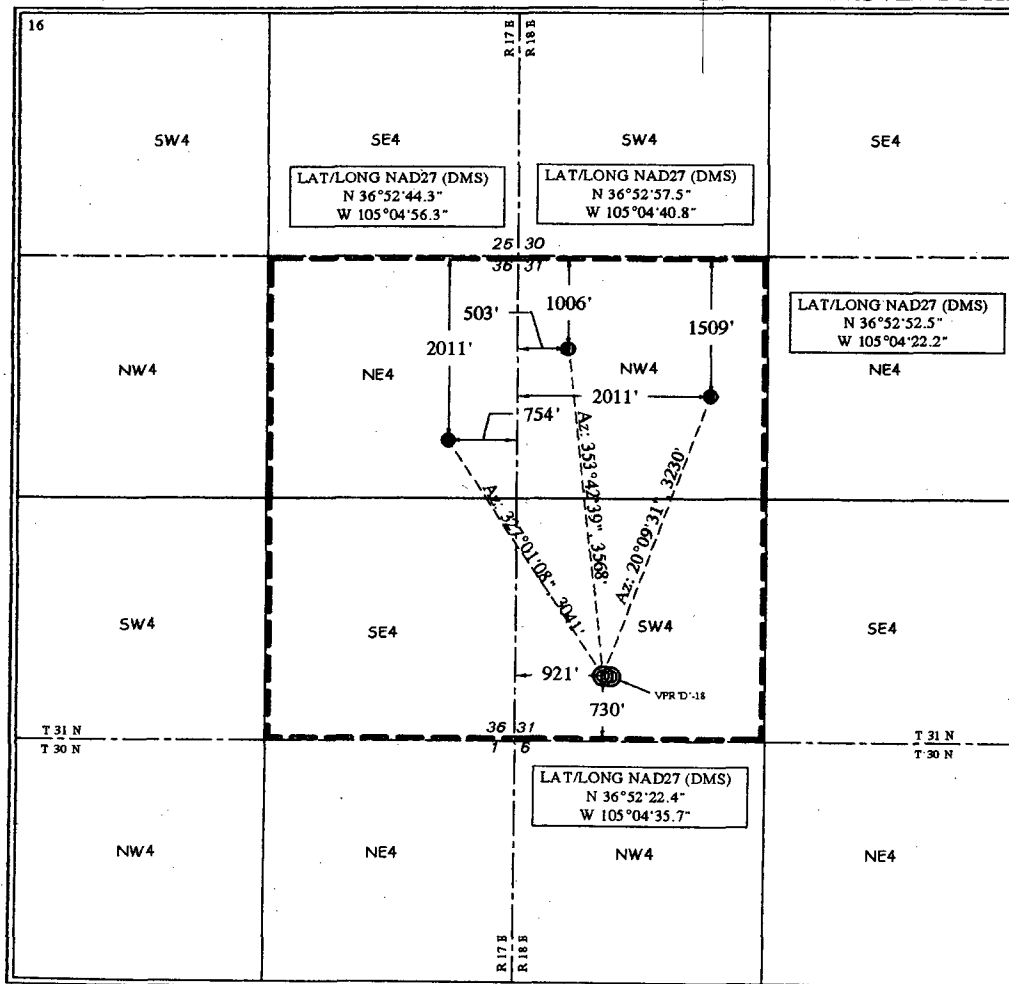 16
R 17 E
R 18 E
SW4
SE4
SW4
SE4
LAT/LONG NAD27 (DMS)
N 36°52'44.3"
W 105°04'56.3"
LAT/LONG NAD27 (DMS)
N 36°52'57.5"
W 105°04'40.8"
25 30
36 31
LAT/LONG NAD27 (DMS)
N 36°52'52.5"
W 105°04'22.2"
503'
1006'
1509'
2011'
NW4
NE4
NW4
NE4
2011'
754'
Az: 327°01'08" 3041'
Az: 353°42'39" 3568'
Az: 20°09'31" 3230'
SW4
SE4
SW4
SE4
921'
VPR 'D'-18
730'
T 31 N
T 30 N
36 31
1 6
T 31 N
T 30 N
LAT/LONG NAD27 (DMS)
N 36°52'22.4"
W 105°04'35.7"
NW4
NE4
NW4
NE4
R 17 E
R 18 E